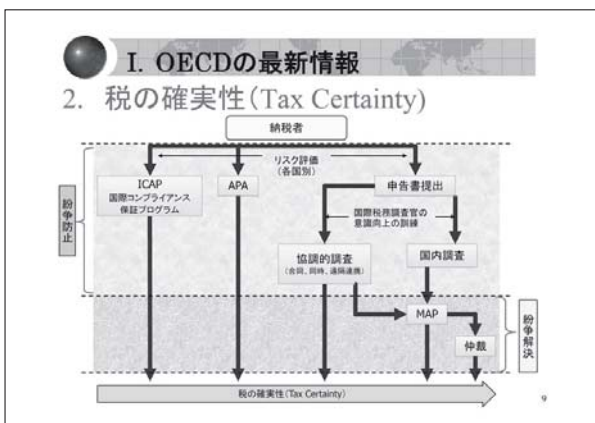 I. OECDの最新情報
2. 税の確実性(Tax Certainty)
納税者
リスク評価
(各国別)
ICAP
国際コンプライアンス
保証プログラム
APA
申告書提出
紛争防止
国際税務調査官の
意識向上の訓練
協調的調査
(合同、同時、遠隔連携)
国内調査
MAP
仲裁
紛争解決
税の確実性(Tax Certainty)
9